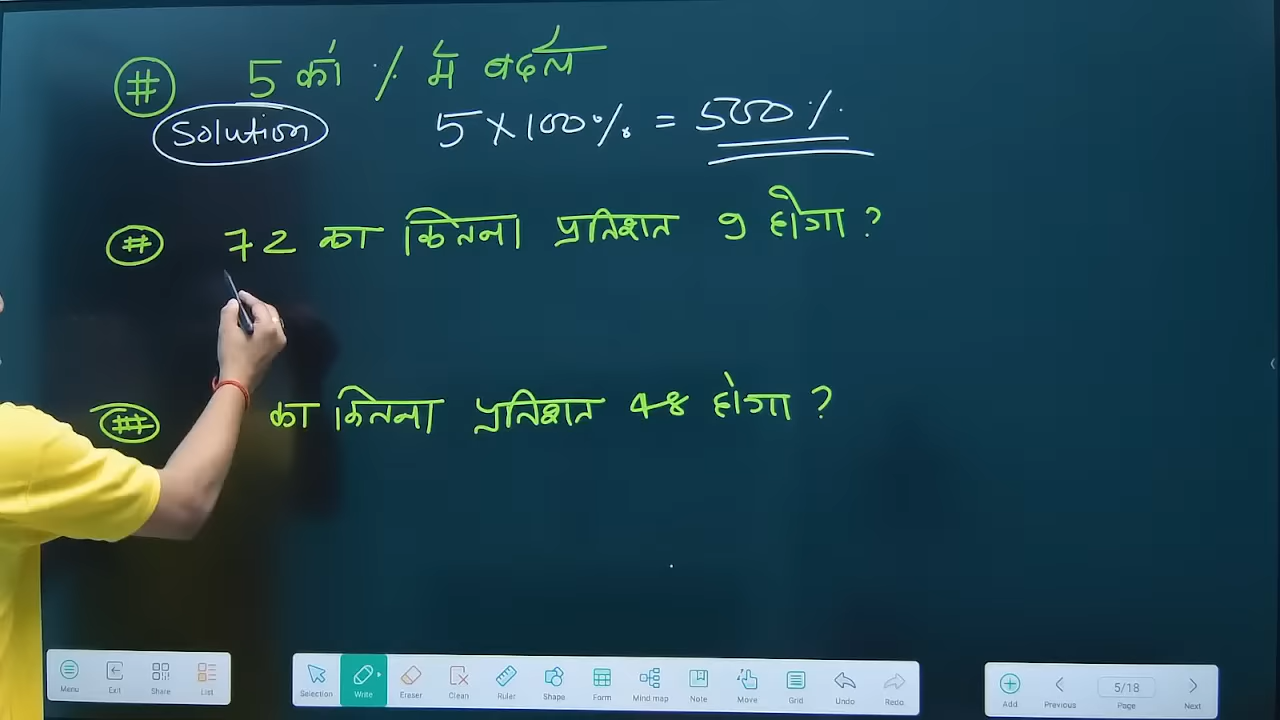 # 5 को % में बदलें
Solution 5 × 100% = 500%
# 72 का कितना प्रतिशत 9 होगा ?
# का कितना प्रतिशत 48 होगा ?
Menu Exit Share List
Selection Write Eraser Clean Ruler Shape Form Mind map Note Move Grid Undo Redo
Add Previous 5/18 Page Next